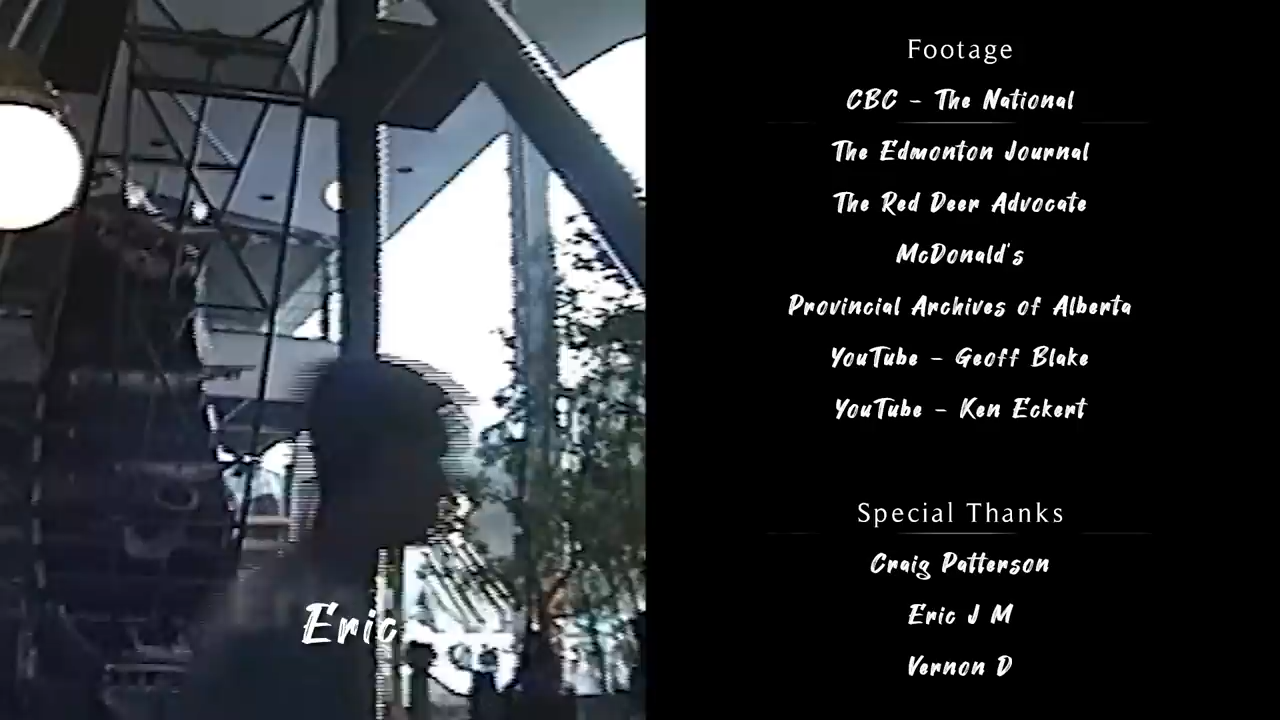 Footage
CBC - The National
The Edmonton Journal
The Red Deer Advocate
McDonald's
Provincial Archives of Alberta
YouTube - Geoff Blake
YouTube - Ken Eckert
Special Thanks
Craig Patterson
Eric J M
Vernon D
Eric